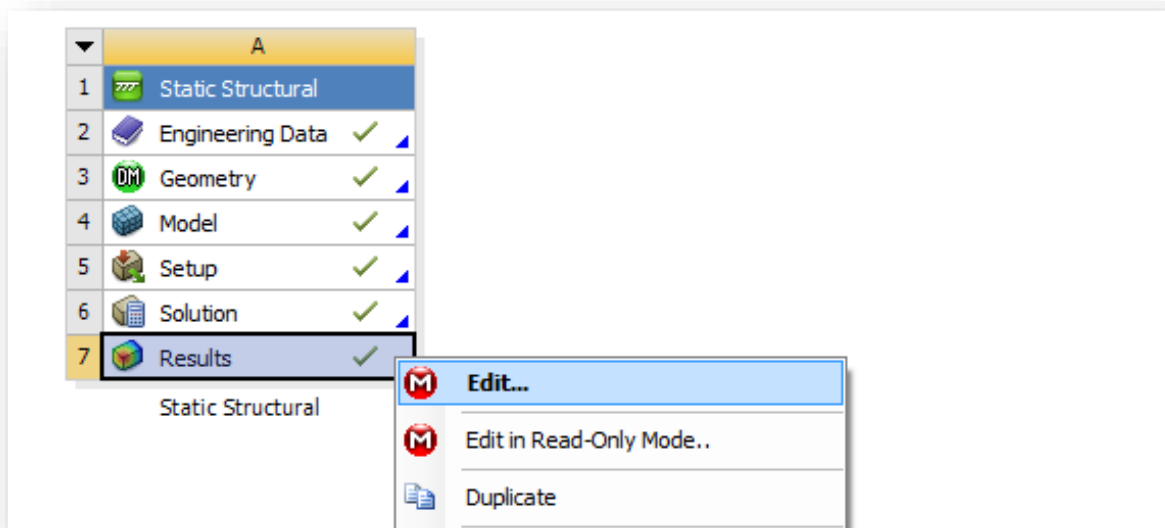 A
1 Static Structural
2 Engineering Data
3 DM Geometry
4 Model
5 Setup
6 Solution
7 Results
Static Structural
M Edit...
M Edit in Read-Only Mode..
Duplicate